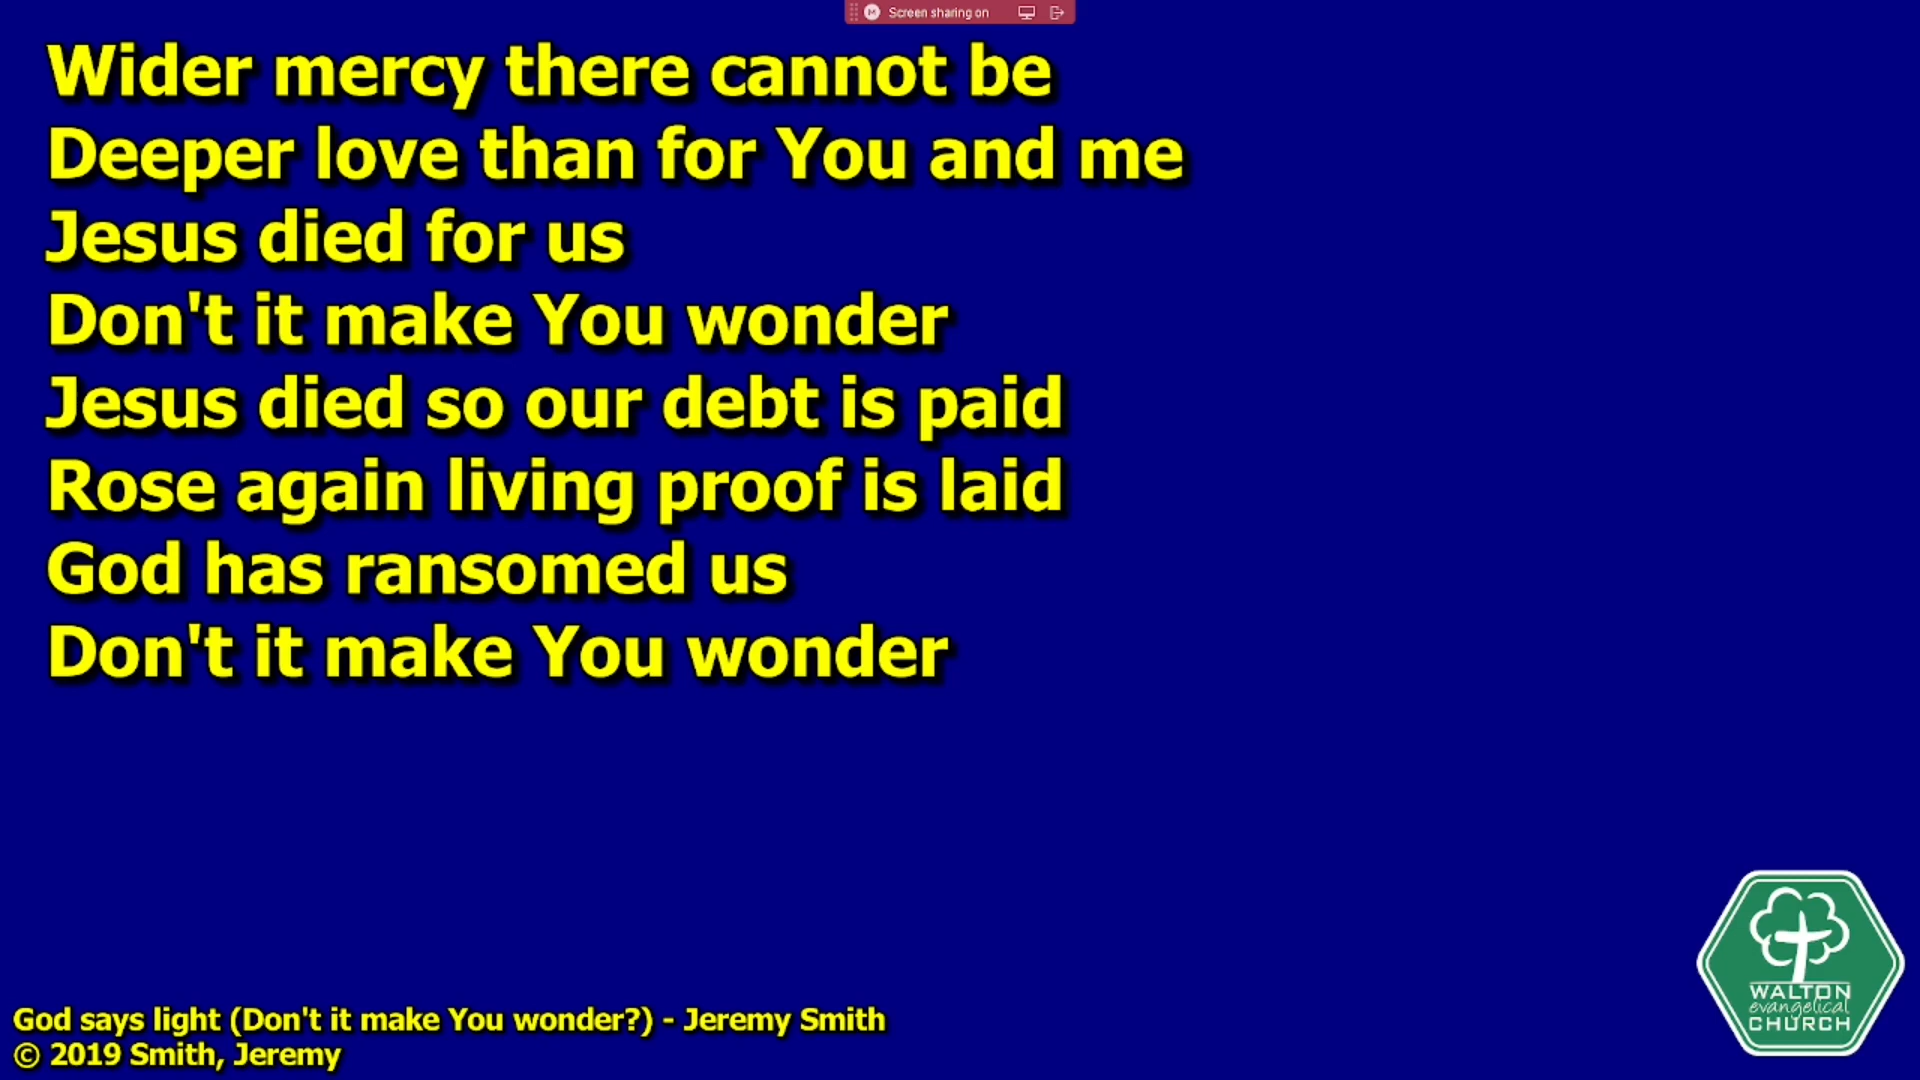 Screen sharing on
Wider mercy there cannot be
Deeper love than for You and me
Jesus died for us
Don't it make You wonder
Jesus died so our debt is paid
Rose again living proof is laid
God has ransomed us
Don't it make You wonder
God says light (Don't it make You wonder?) - Jeremy Smith
© 2019 Smith, Jeremy
WALTON
evangelical
CHURCH